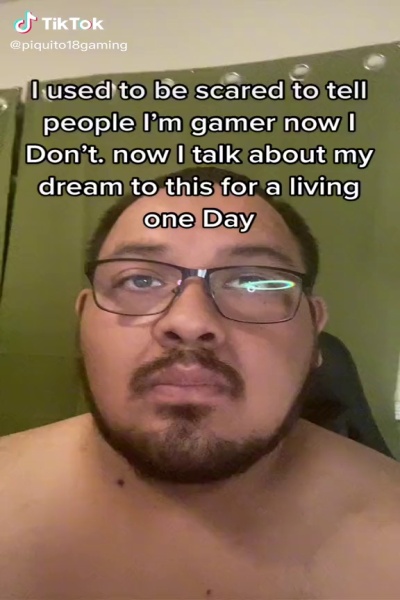 TikTok
@piquito18gaming
I used to be scared to tell
people I'm gamer now I
Don't. now I talk about my
dream to this for a living
one Day